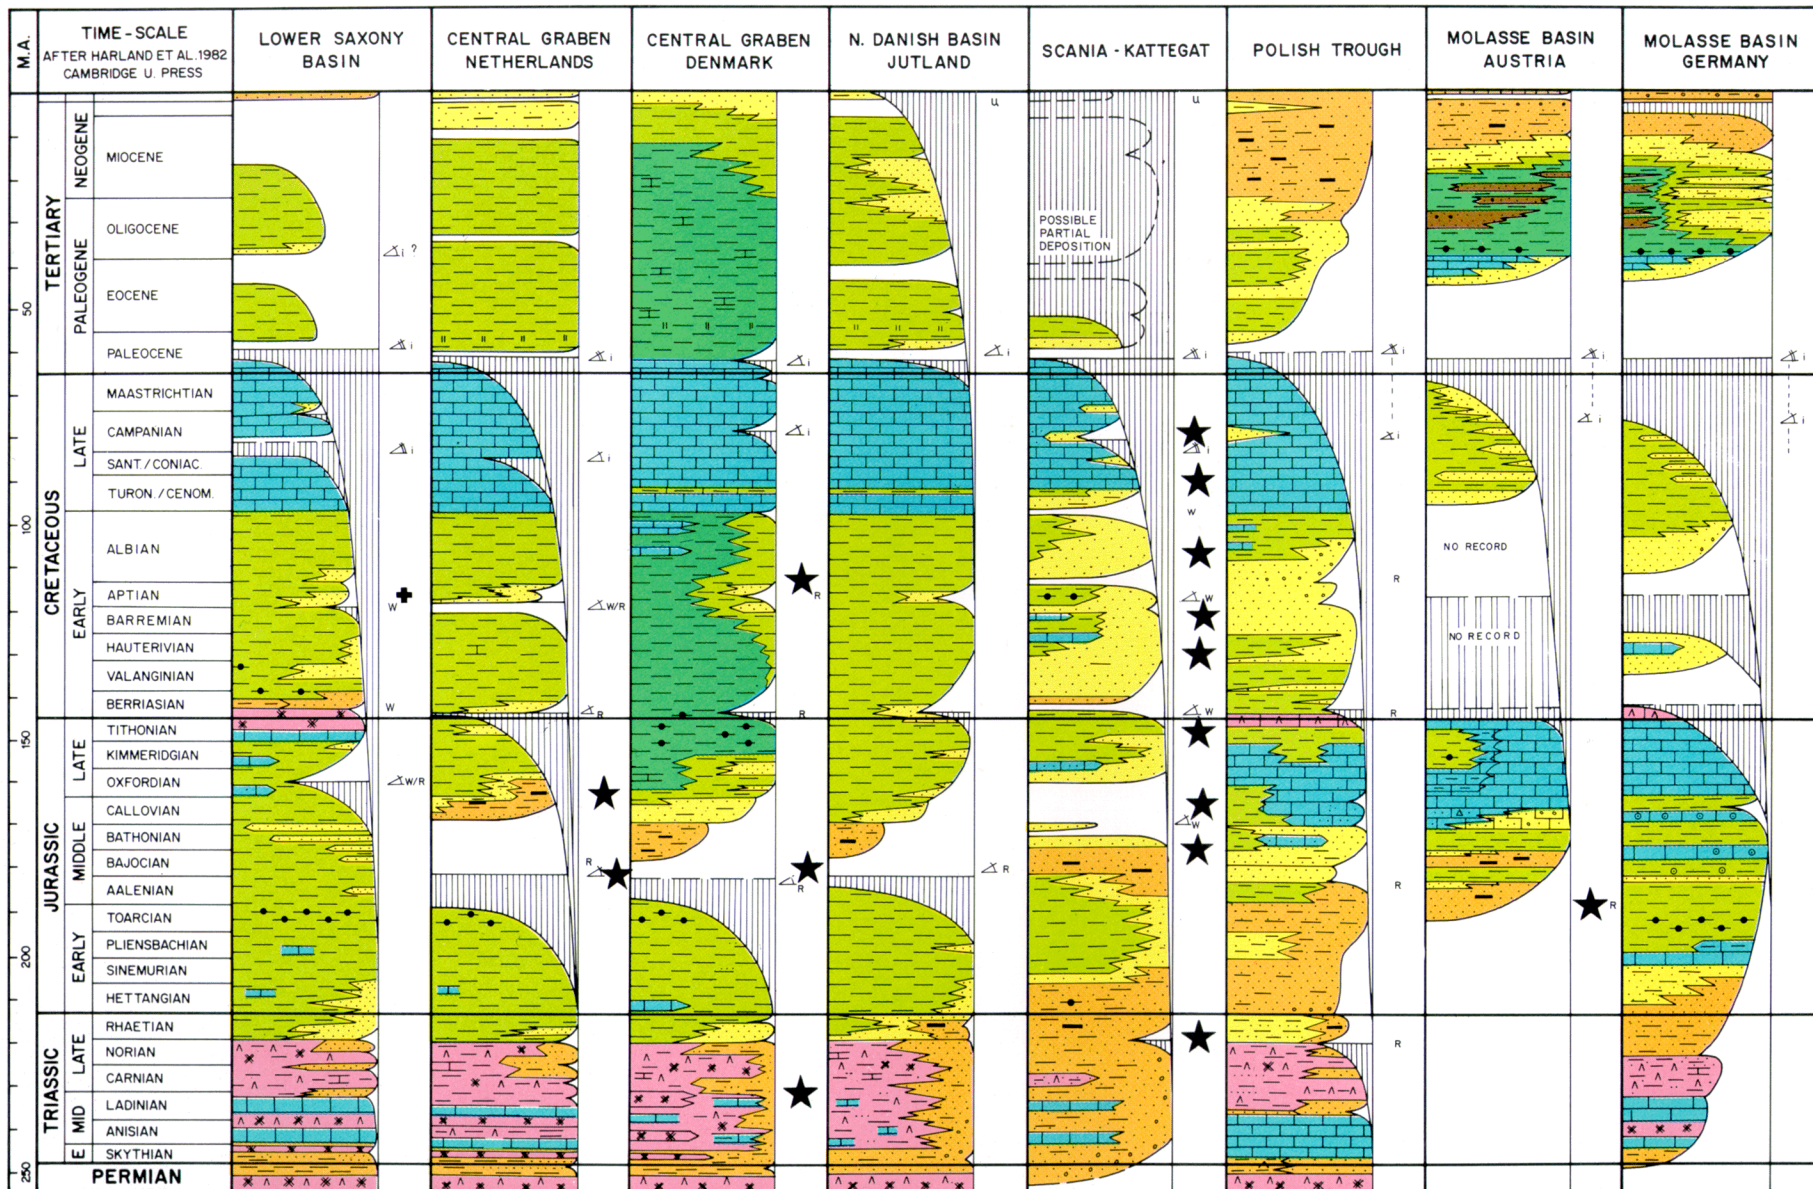 M.A.
TIME-SCALE
AFTER HARLAND ET AL.1982
CAMBRIDGE U. PRESS
LOWER SAXONY
BASIN
CENTRAL GRABEN
NETHERLANDS
CENTRAL GRABEN
DENMARK
N. DANISH BASIN
JUTLAND
SCANIA - KATTEGAT
POLISH TROUGH
MOLASSE BASIN
AUSTRIA
MOLASSE BASIN
GERMANY
50
100
150
200
250
TERTIARY
NEOGENE
PALEOGENE
MIOCENE
OLIGOCENE
EOCENE
PALEOCENE
CRETACEOUS
LATE
EARLY
MAASTRICHTIAN
CAMPANIAN
SANT./CONIAC.
TURON./CENOM.
ALBIAN
APTIAN
BARREMIAN
HAUTERIVIAN
VALANGINIAN
BERRIASIAN
JURASSIC
LATE
MIDDLE
EARLY
TITHONIAN
KIMMERIDGIAN
OXFORDIAN
CALLOVIAN
BATHONIAN
BAJOCIAN
AALENIAN
TOARCIAN
PLIENSBACHIAN
SINEMURIAN
HETTANGIAN
TRIASSIC
LATE
MID
E
RHAETIAN
NORIAN
CARNIAN
LADINIAN
ANISIAN
SKYTHIAN
PERMIAN
i ?
i
i
W
W
W/R
i
i
W/R
R
R
i
i
R
R
R
u
i
R
POSSIBLE
PARTIAL
DEPOSITION
u
i
i
W
W
W
W
i
i
R
R
R
R
i
i
NO RECORD
NO RECORD
R
i
i